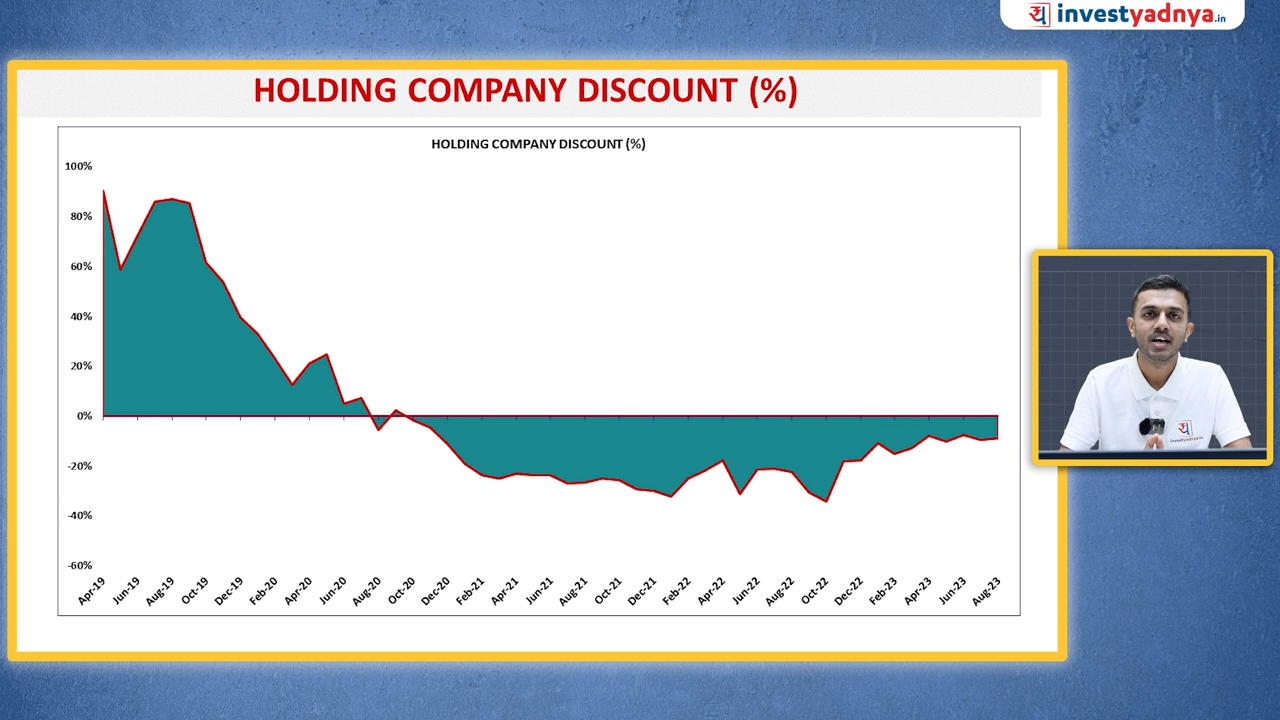 य investyadnya.in
HOLDING COMPANY DISCOUNT (%)
HOLDING COMPANY DISCOUNT (%)
100%
80%
60%
40%
20%
0%
-20%
-40%
-60%
Apr-19 Jun-19 Aug-19 Oct-19 Dec-19 Feb-20 Apr-20 Jun-20 Aug-20 Oct-20 Dec-20 Feb-21 Apr-21 Jun-21 Aug-21 Oct-21 Dec-21 Feb-22 Apr-22 Jun-22 Aug-22 Oct-22 Dec-22 Feb-23 Apr-23 Jun-23 Aug-23
य
investyadnya.in